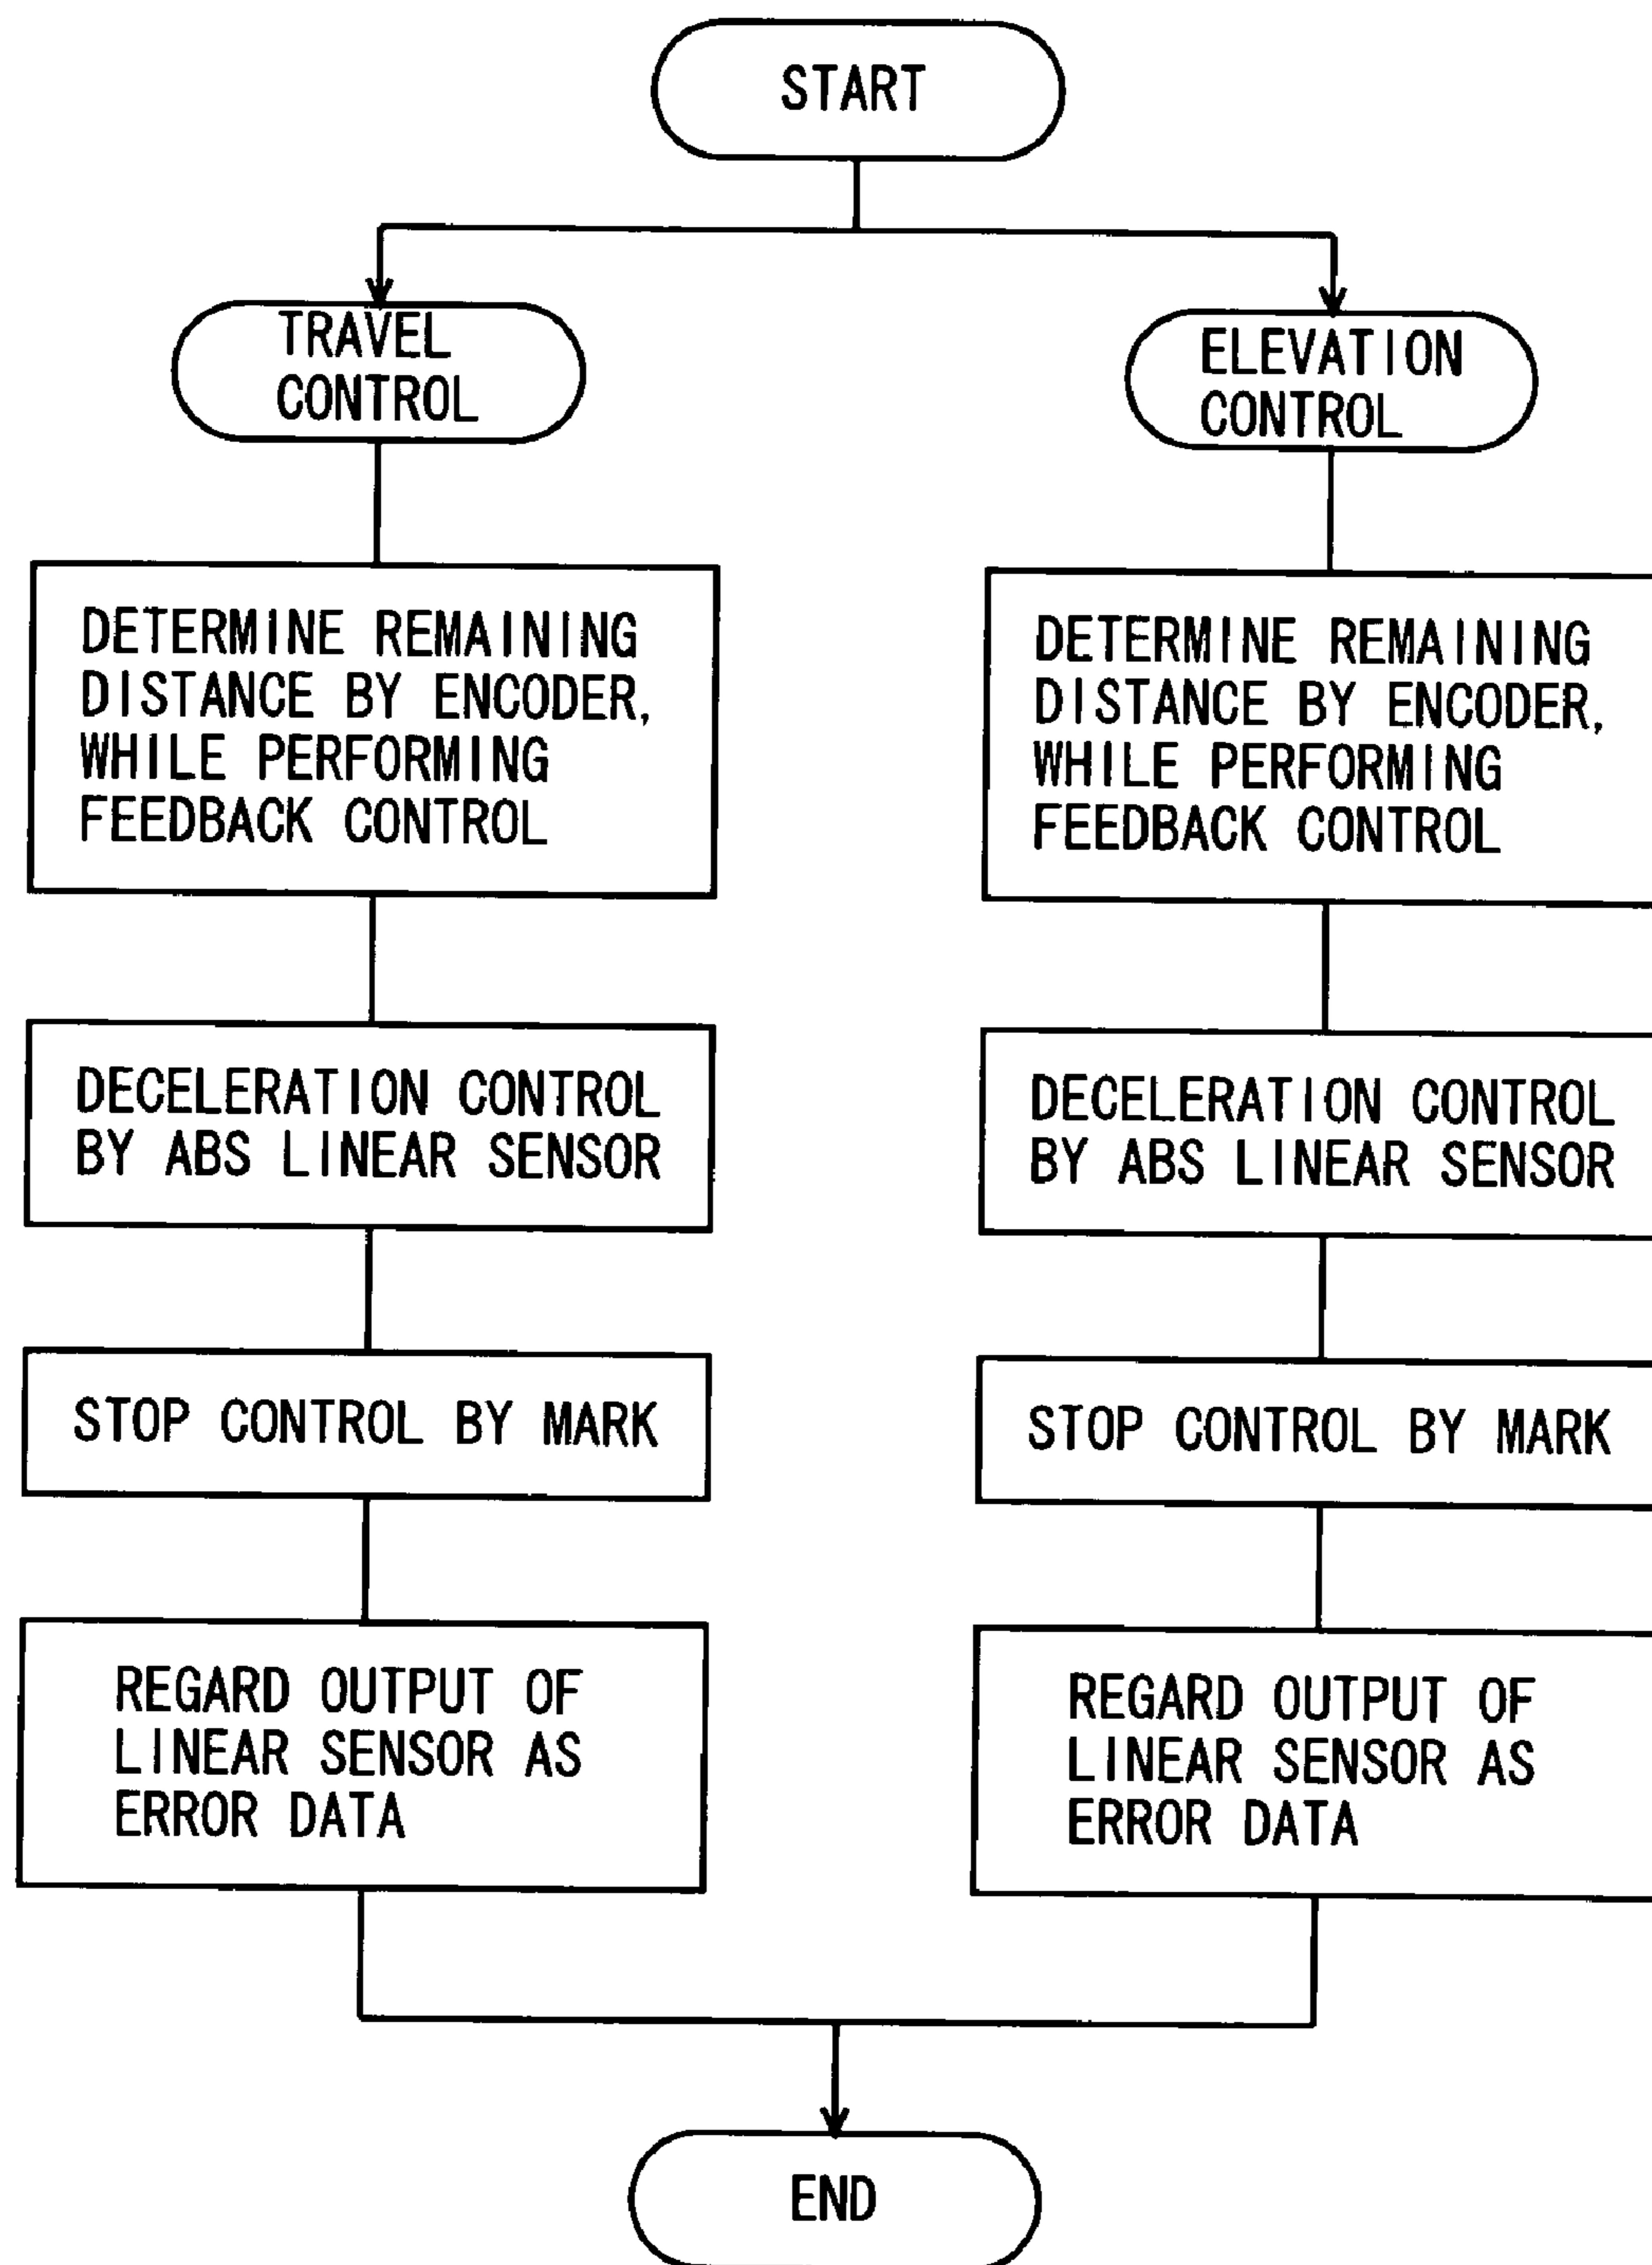 START
TRAVEL
CONTROL
DETERMINE REMAINING
DISTANCE BY ENCODER,
WHILE PERFORMING
FEEDBACK CONTROL
DECELERATION CONTROL
BY ABS LINEAR SENSOR
STOP CONTROL BY MARK
REGARD OUTPUT OF
LINEAR SENSOR AS
ERROR DATA
ELEVATION
CONTROL
DETERMINE REMAINING
DISTANCE BY ENCODER,
WHILE PERFORMING
FEEDBACK CONTROL
DECELERATION CONTROL
BY ABS LINEAR SENSOR
STOP CONTROL BY MARK
REGARD OUTPUT OF
LINEAR SENSOR AS
ERROR DATA
END